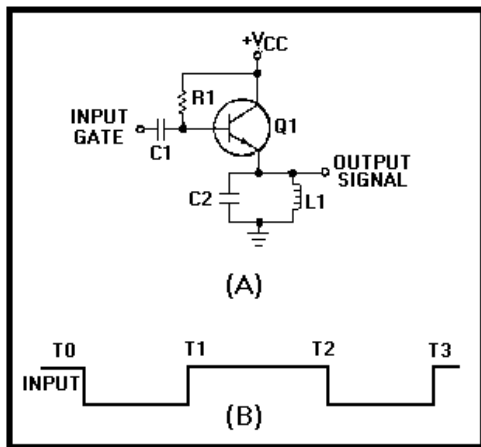 +VCC
R1
INPUT
GATE
C1
Q1
OUTPUT
SIGNAL
C2
L1
(A)
T0 T1 T2 T3
INPUT
(B)